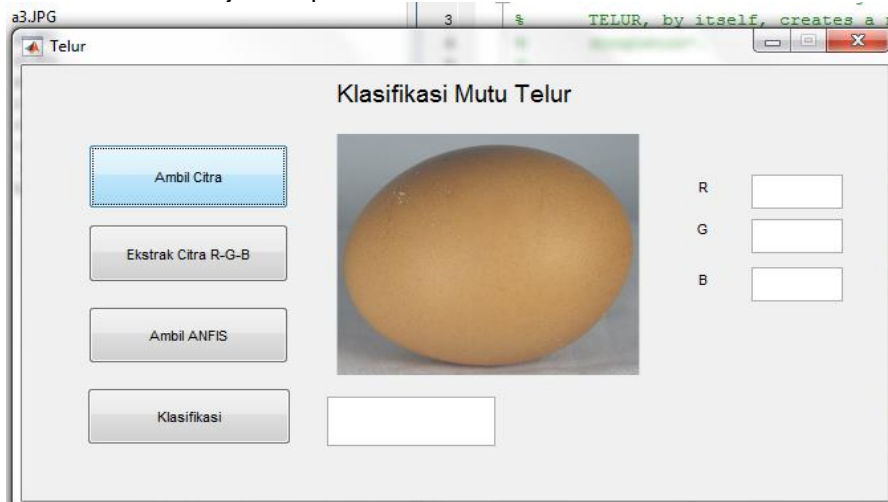 a3.JPG
3 % TELUR, by itself, creates a
Telur
Klasifikasi Mutu Telur
Ambil Citra
R
G
Ekstrak Citra R-G-B
B
Ambil ANFIS
Klasifikasi